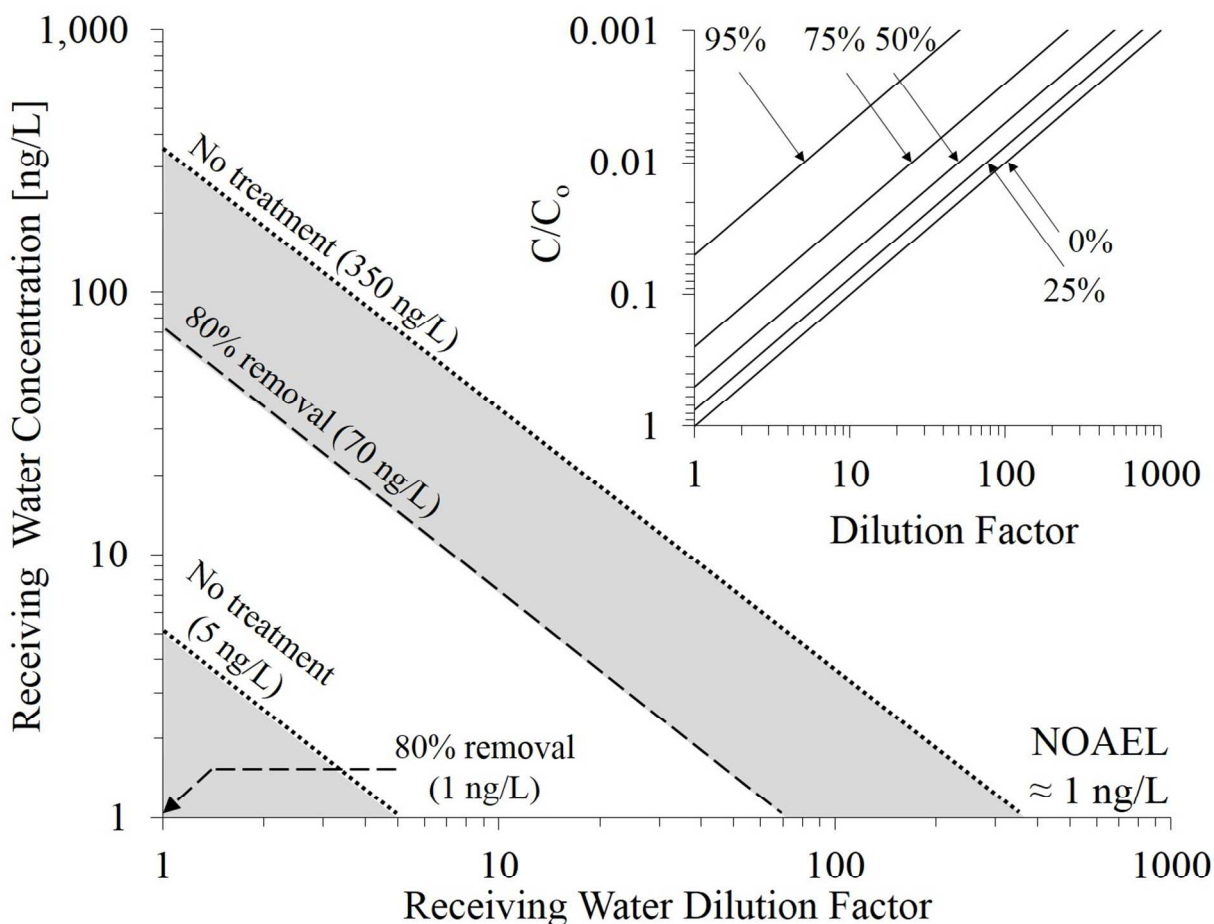 1,000
100
10
1
Receiving Water Concentration [ng/L]
No treatment (350 ng/L)
80% removal (70 ng/L)
No treatment
(5 ng/L)
80% removal
(1 ng/L)
NOAEL
≈ 1 ng/L
1
10
100
1000
Receiving Water Dilution Factor
0.001
0.01
0.1
1
C/Co
95%
75%
50%
0%
25%
1
10
100
1000
Dilution Factor